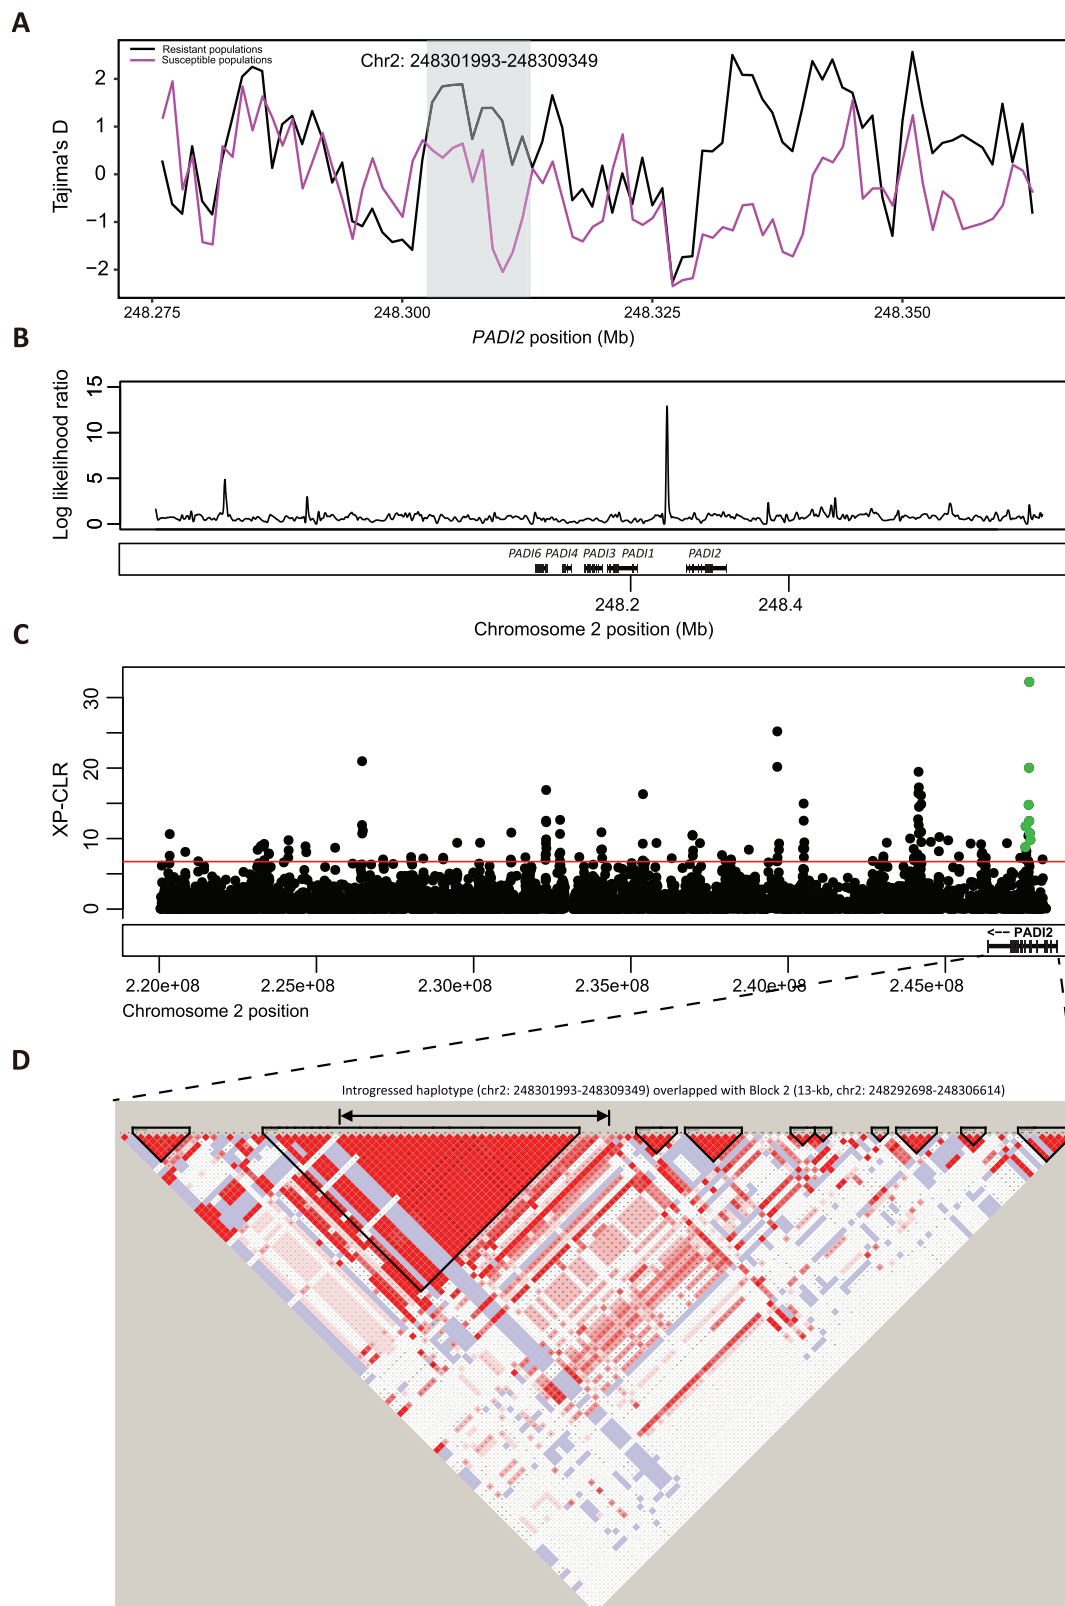 A
Resistant populations
Susceptible populations
Chr2: 248301993-248309349
Tajima's D
2
1
0
−1
−2
248.275
248.300
248.325
248.350
PADI2 position (Mb)
B
Log likelihood ratio
15
10
5
0
PADI6
PADI4
PADI3
PADI1
PADI2
248.2
248.4
Chromosome 2 position (Mb)
C
XP-CLR
30
20
10
0
<-- PADI2
2.20e+08
2.25e+08
2.30e+08
2.35e+08
2.40e+08
2.45e+08
Chromosome 2 position
D
Introgressed haplotype (chr2: 248301993-248309349) overlapped with Block 2 (13-kb, chr2: 248292698-248306614)